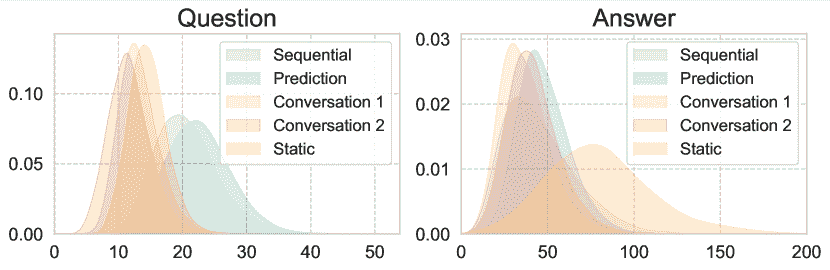 Question
0.10
0.05
0.00
0
10
20
30
40
50
Sequential
Prediction
Conversation 1
Conversation 2
Static
Answer
0.03
0.02
0.01
0.00
0
50
100
150
200
Sequential
Prediction
Conversation 1
Conversation 2
Static